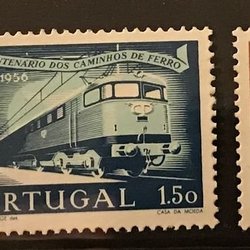 CENTENARIO DOS CAMINHOS DE FERRO
1956
PORTUGAL 1.50
CASA DA MOEDA